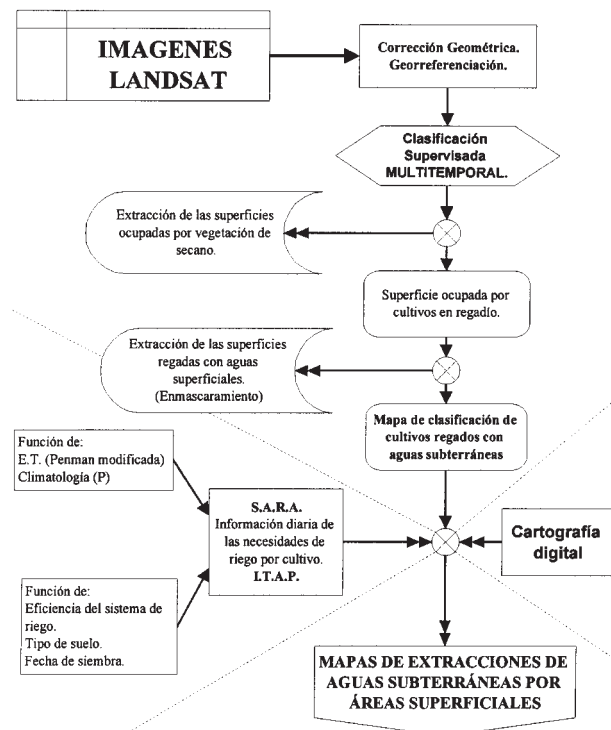 IMAGENES
LANDSAT
Corrección Geométrica.
Georreferenciación.
Clasificación
Supervisada
MULTITEMPORAL.
Extracción de las superficies
ocupadas por vegetación de
secano.
Superficie ocupada por
cultivos en regadío.
Extracción de las superficies
regadas con aguas
superficiales.
(Enmascaramiento)
Mapa de clasificación de
cultivos regados con
aguas subterráneas
Función de:
E.T. (Penman modificada)
Climatología (P)
S.A.R.A.
Información diaria de
las necesidades de
riego por cultivo.
I.T.A.P.
Cartografía
digital
Función de:
Eficiencia del sistema de
riego.
Tipo de suelo.
Fecha de siembra.
MAPAS DE EXTRACCIONES DE
AGUAS SUBTERRÁNEAS POR
ÁREAS SUPERFICIALES